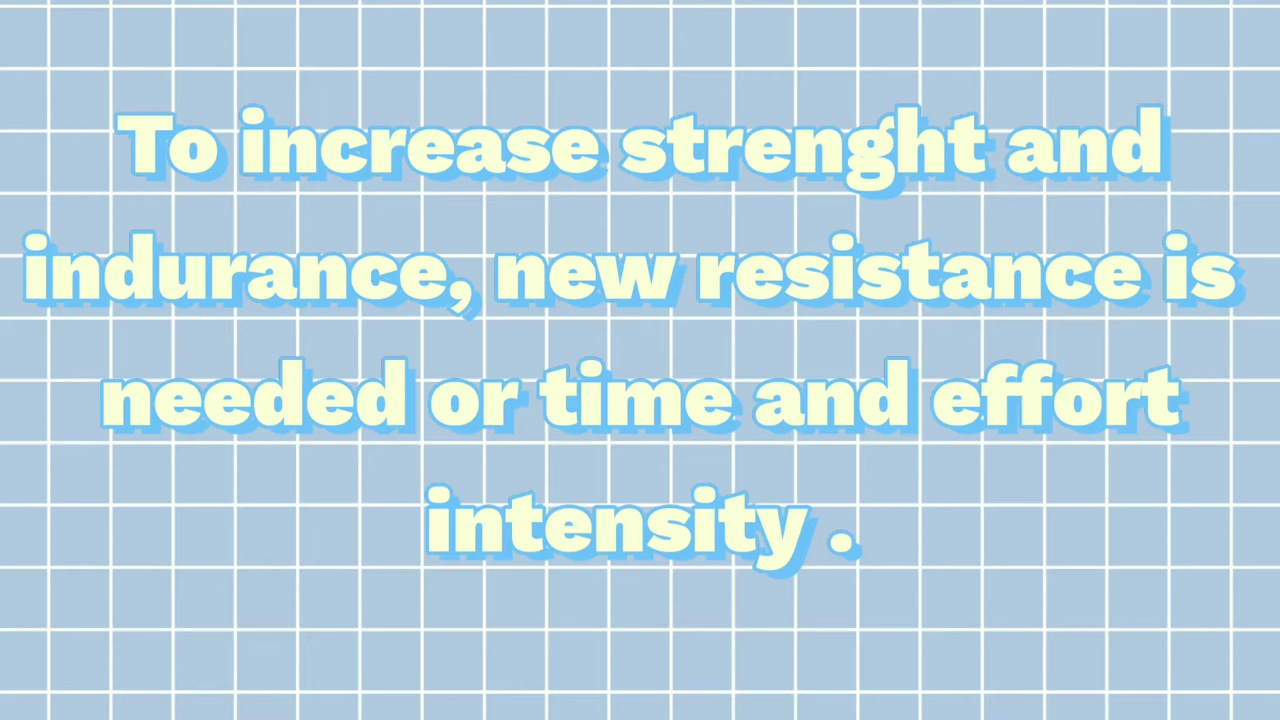 To increase strenght and
indurance, new resistance is
needed or time and effort
intensity .